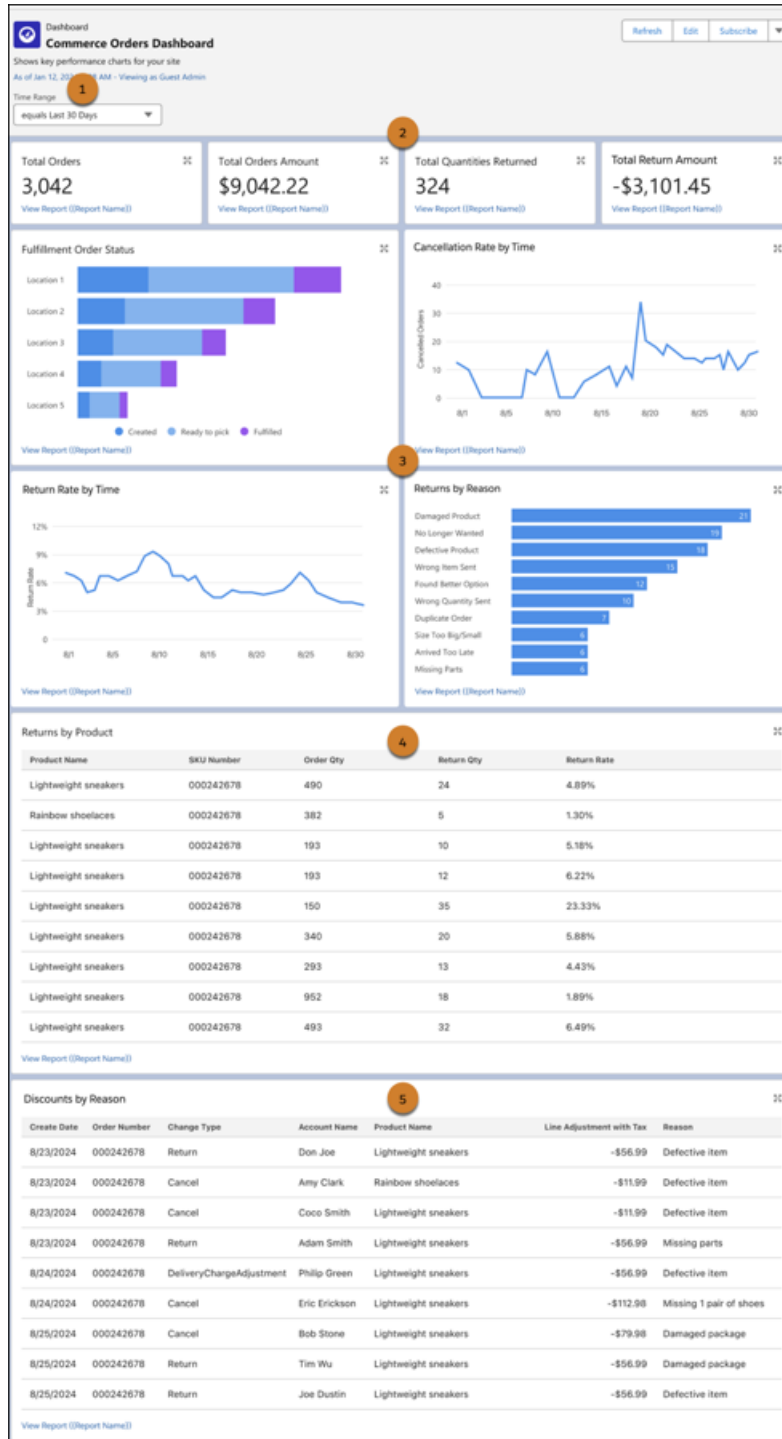 Dashboard
Commerce Orders Dashboard
Refresh Edit Subscribe
Shows key performance charts for your site
As of Jan 12, AM - Viewing as Guest Admin
1
Time Range
equals Last 30 Days
2
Total Orders
3,042
View Report ({Report Name})
Total Orders Amount
$9,042.22
View Report ({Report Name})
Total Quantities Returned
324
View Report ({Report Name})
Total Return Amount
-$3,101.45
View Report ({Report Name})
Fulfillment Order Status
Location 1
Location 2
Location 3
Location 4
Location 5
Created Ready to pick Fulfilled
View Report ({Report Name})
Cancellation Rate by Time
Cancelled Orders
40
30
20
10
0
8/1 8/5 8/10 8/15 8/20 8/25 8/30
View Report ({Report Name})
3
Return Rate by Time
Return Rate
12%
9%
6%
3%
0
8/1 8/5 8/10 8/15 8/20 8/25 8/30
View Report ({Report Name})
Returns by Reason
Damaged Product 21
No Longer Wanted 19
Defective Product 18
Wrong Item Sent 15
Found Better Option 12
Wrong Quantity Sent 10
Duplicate Order 7
Size Too Big/Small 6
Arrived Too Late 6
Missing Parts 6
View Report ({Report Name})
Returns by Product
4
Product Name SKU Number Order Qty Return Qty Return Rate
Lightweight sneakers 000242678 490 24 4.89%
Rainbow shoelaces 000242678 382 5 1.30%
Lightweight sneakers 000242678 193 10 5.18%
Lightweight sneakers 000242678 193 12 6.22%
Lightweight sneakers 000242678 150 35 23.33%
Lightweight sneakers 000242678 340 20 5.88%
Lightweight sneakers 000242678 293 13 4.43%
Lightweight sneakers 000242678 952 18 1.89%
Lightweight sneakers 000242678 493 32 6.49%
View Report ({Report Name})
Discounts by Reason
5
Create Date Order Number Change Type Account Name Product Name Line Adjustment with Tax Reason
8/23/2024 000242678 Return Don Joe Lightweight sneakers -$56.99 Defective item
8/23/2024 000242678 Cancel Amy Clark Rainbow shoelaces -$11.99 Defective item
8/23/2024 000242678 Cancel Coco Smith Lightweight sneakers -$11.99 Defective item
8/23/2024 000242678 Return Adam Smith Lightweight sneakers -$56.99 Missing parts
8/24/2024 000242678 DeliveryChargeAdjustment Philip Green Lightweight sneakers -$56.99 Defective item
8/24/2024 000242678 Cancel Eric Erickson Lightweight sneakers -$112.98 Missing 1 pair of shoes
8/25/2024 000242678 Cancel Bob Stone Lightweight sneakers -$79.98 Damaged package
8/25/2024 000242678 Return Tim Wu Lightweight sneakers -$56.99 Damaged package
8/25/2024 000242678 Return Joe Dustin Lightweight sneakers -$56.99 Defective item
View Report ({Report Name})